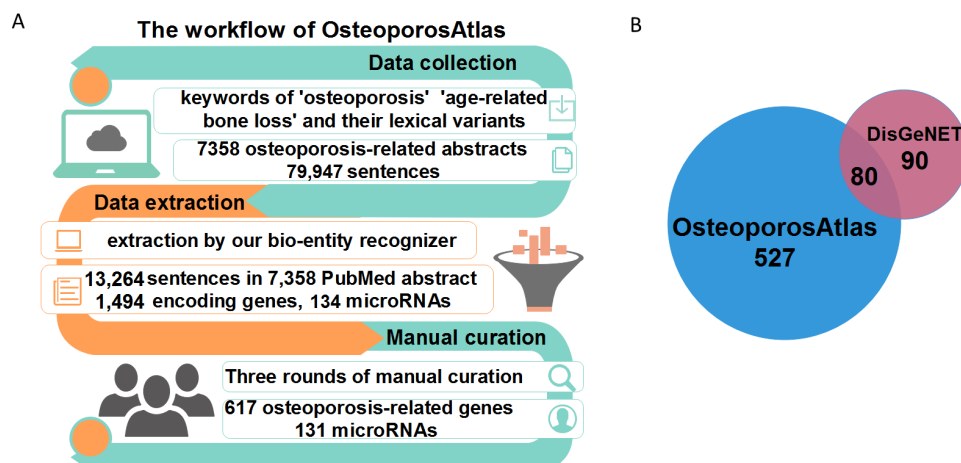 A
The workflow of OsteoporosAtlas
Data collection
keywords of 'osteoporosis' 'age-related
bone loss' and their lexical variants
7358 osteoporosis-related abstracts
79,947 sentences
Data extraction
extraction by our bio-entity recognizer
13,264 sentences in 7,358 PubMed abstract
1,494 encoding genes, 134 microRNAs
Manual curation
Three rounds of manual curation
617 osteoporosis-related genes
131 microRNAs
B
DisGeNET
90
80
OsteoporosAtlas
527